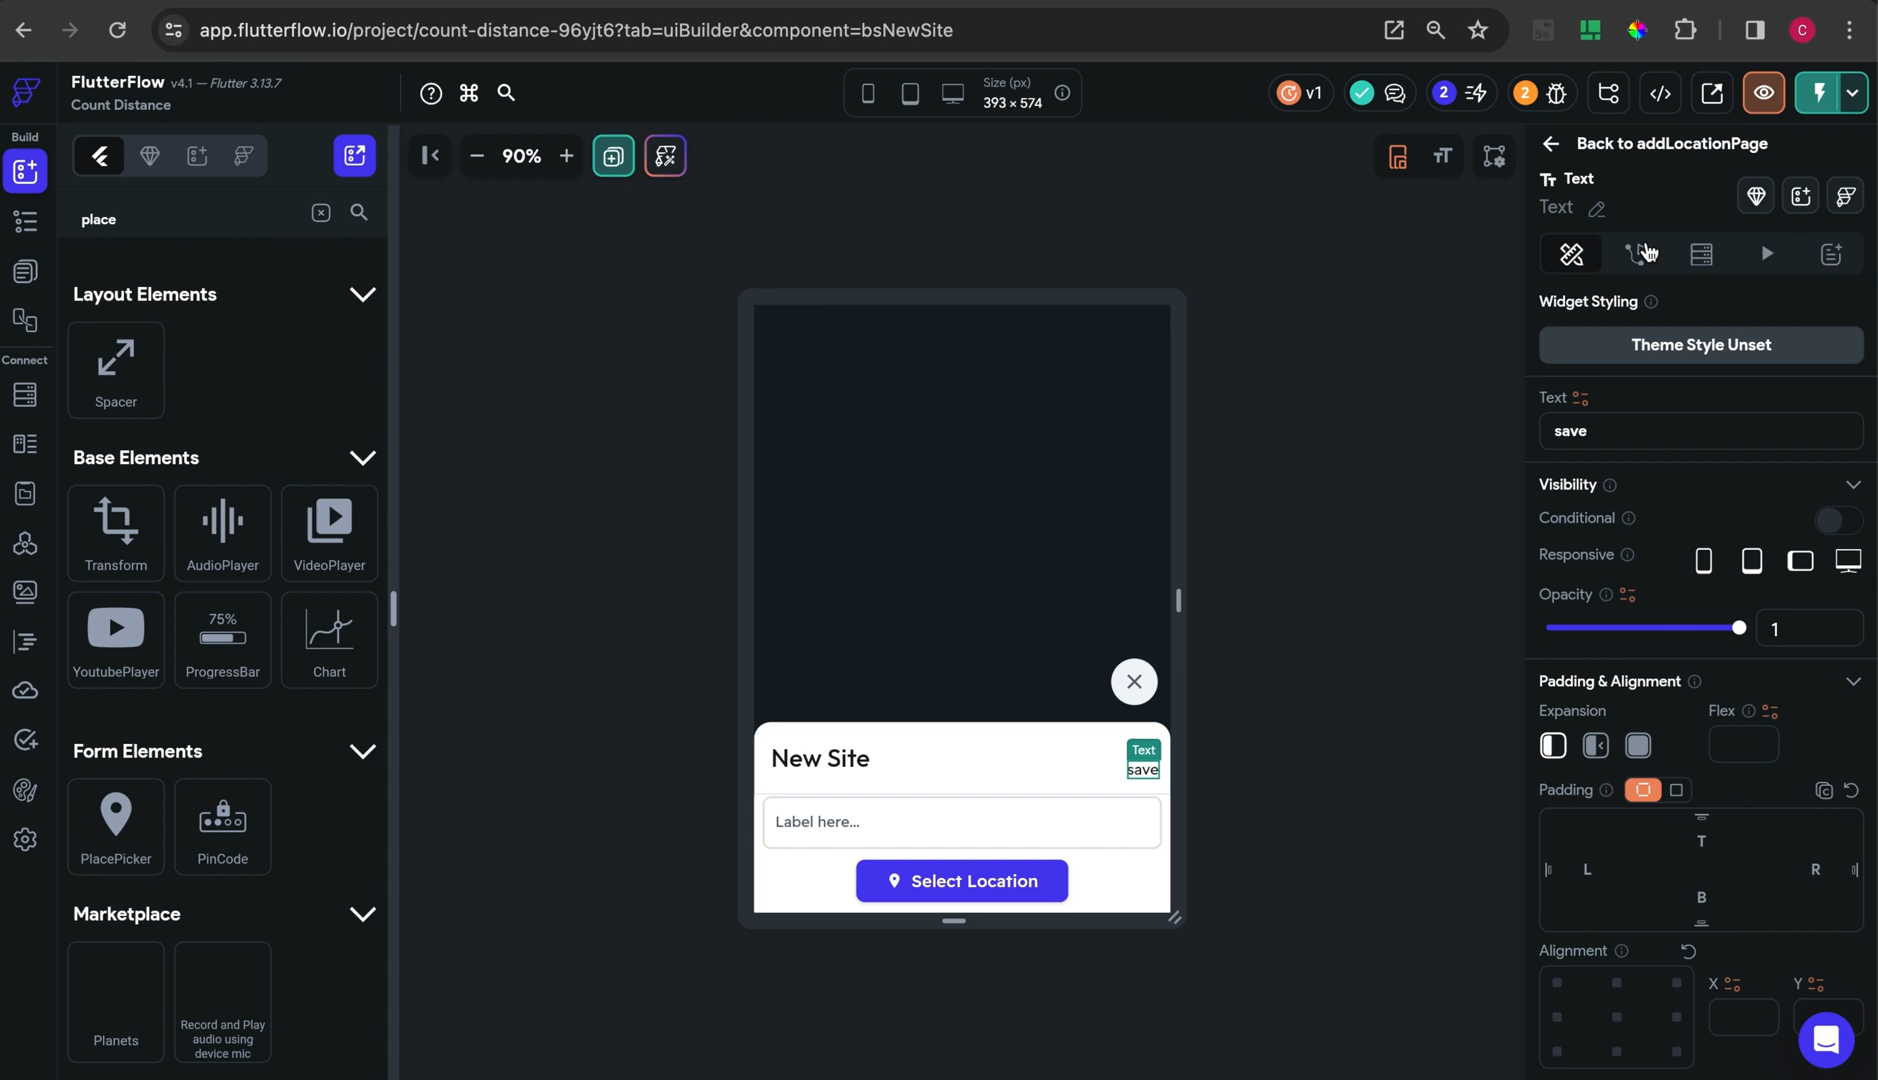 app.flutterflow.io/project/count-distance-96yjt6?tab=uiBuilder&component=bsNewSite
C
FlutterFlow v4.1 — Flutter 3.13.7
Count Distance
Size (px)
393 × 574
v1
2
2
Build
90%
Back to addLocationPage
Text
Text
place
Layout Elements
Spacer
Widget Styling
Theme Style Unset
Connect
Text
save
Base Elements
Transform
AudioPlayer
VideoPlayer
Visibility
Conditional
Responsive
Opacity
1
75%
YoutubePlayer
ProgressBar
Chart
Padding & Alignment
Expansion
Flex
New Site
Text
save
Form Elements
Padding
Label here...
T
L
R
B
PlacePicker
PinCode
Select Location
Marketplace
Alignment
X
Y
Planets
Record and Play
audio using
device mic